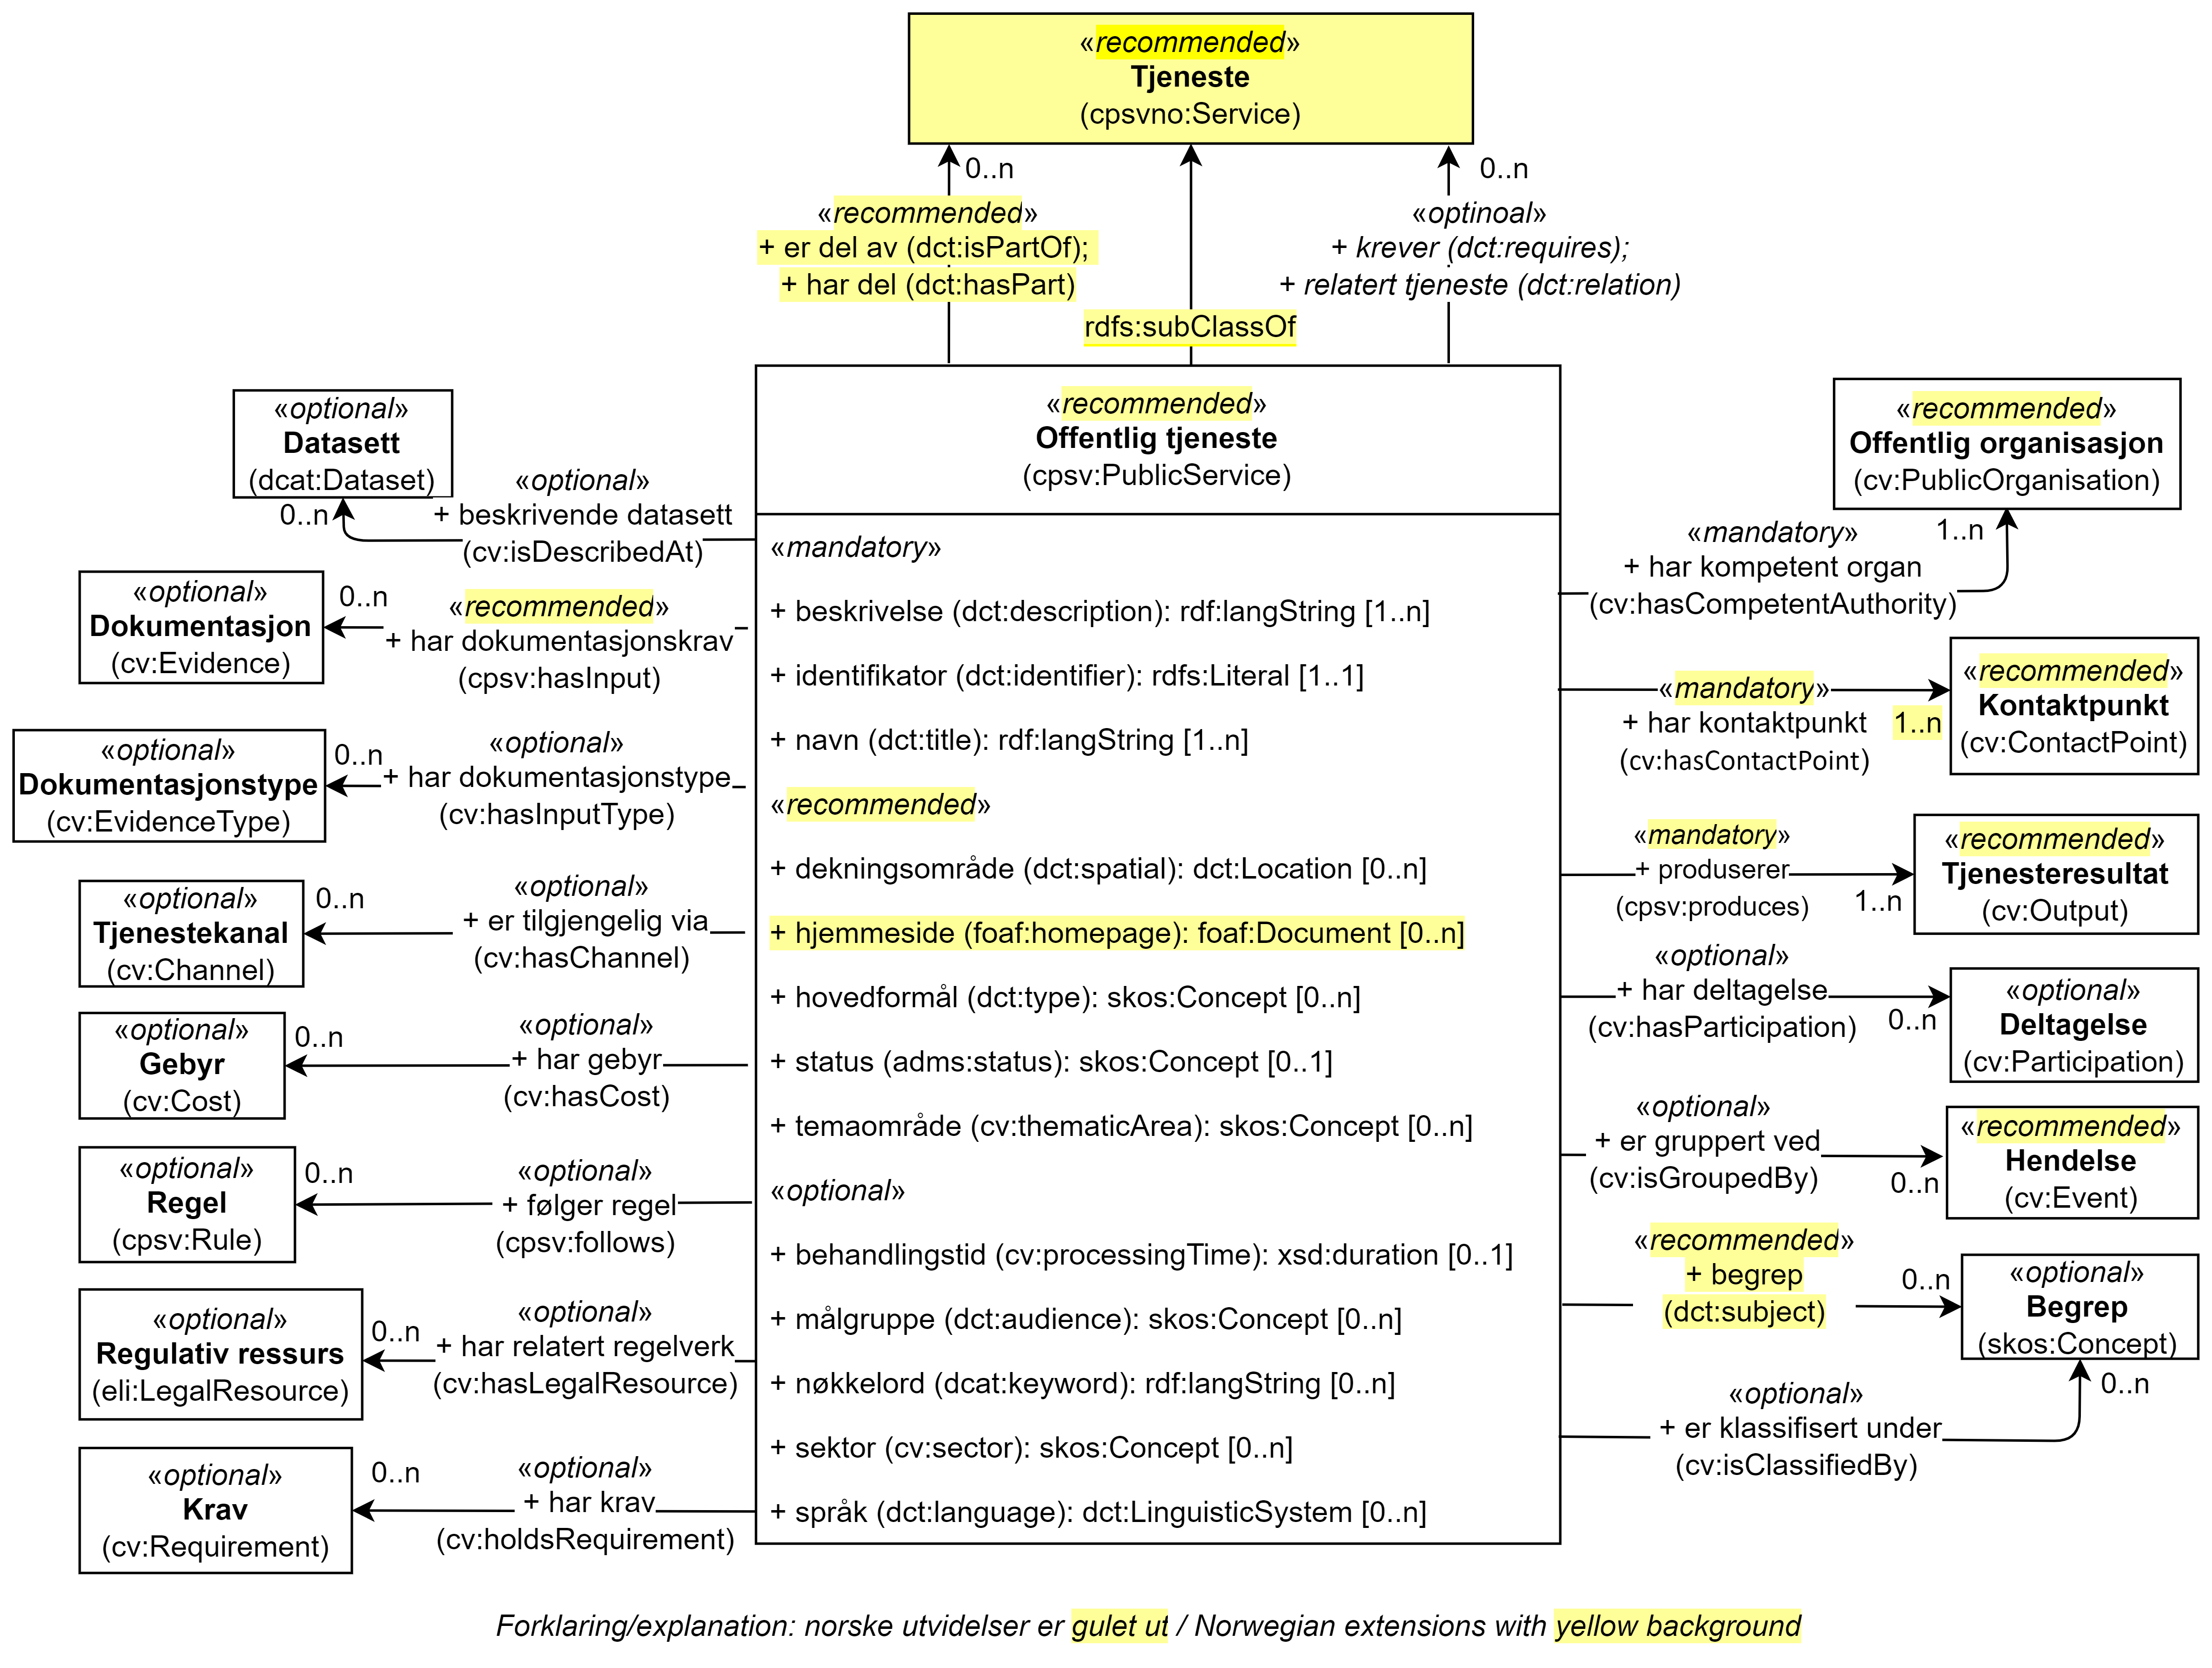 «recommended»
Tjeneste
(cpsvno:Service)
0..n
0..n
«recommended»
+ er del av (dct:isPartOf);
+ har del (dct:hasPart)
«optinoal»
+ krever (dct:requires);
+ relatert tjeneste (dct:relation)
rdfs:subClassOf
«recommended»
Offentlig tjeneste
(cpsv:PublicService)
«mandatory»
+ beskrivelse (dct:description): rdf:langString [1..n]
+ identifikator (dct:identifier): rdfs:Literal [1..1]
+ navn (dct:title): rdf:langString [1..n]
«recommended»
+ dekningsområde (dct:spatial): dct:Location [0..n]
+ hjemmeside (foaf:homepage): foaf:Document [0..n]
+ hovedformål (dct:type): skos:Concept [0..n]
+ status (adms:status): skos:Concept [0..1]
+ temaområde (cv:thematicArea): skos:Concept [0..n]
«optional»
+ behandlingstid (cv:processingTime): xsd:duration [0..1]
+ målgruppe (dct:audience): skos:Concept [0..n]
+ nøkkelord (dcat:keyword): rdf:langString [0..n]
+ sektor (cv:sector): skos:Concept [0..n]
+ språk (dct:language): dct:LinguisticSystem [0..n]
«optional»
Datasett
(dcat:Dataset)
0..n
«optional»
+ beskrivende datasett
(cv:isDescribedAt)
«optional»
Dokumentasjon
(cv:Evidence)
0..n
«recommended»
+ har dokumentasjonskrav
(cpsv:hasInput)
«optional»
Dokumentasjonstype
(cv:EvidenceType)
0..n
«optional»
+ har dokumentasjonstype
(cv:hasInputType)
«optional»
Tjenestekanal
(cv:Channel)
0..n
«optional»
+ er tilgjengelig via
(cv:hasChannel)
«optional»
Gebyr
(cv:Cost)
0..n
«optional»
+ har gebyr
(cv:hasCost)
«optional»
Regel
(cpsv:Rule)
0..n
«optional»
+ følger regel
(cpsv:follows)
«optional»
Regulativ ressurs
(eli:LegalResource)
0..n
«optional»
+ har relatert regelverk
(cv:hasLegalResource)
«optional»
Krav
(cv:Requirement)
0..n
«optional»
+ har krav
(cv:holdsRequirement)
«recommended»
Offentlig organisasjon
(cv:PublicOrganisation)
1..n
«mandatory»
+ har kompetent organ
(cv:hasCompetentAuthority)
«recommended»
Kontaktpunkt
(cv:ContactPoint)
1..n
«mandatory»
+ har kontaktpunkt
(cv:hasContactPoint)
«recommended»
Tjenesteresultat
(cv:Output)
1..n
«mandatory»
+ produserer
(cpsv:produces)
«optional»
Deltagelse
(cv:Participation)
0..n
«optional»
+ har deltagelse
(cv:hasParticipation)
«recommended»
Hendelse
(cv:Event)
0..n
«optional»
+ er gruppert ved
(cv:isGroupedBy)
«optional»
Begrep
(skos:Concept)
0..n
«recommended»
+ begrep
(dct:subject)
0..n
«optional»
+ er klassifisert under
(cv:isClassifiedBy)
Forklaring/explanation: norske utvidelser er gulet ut / Norwegian extensions with yellow background